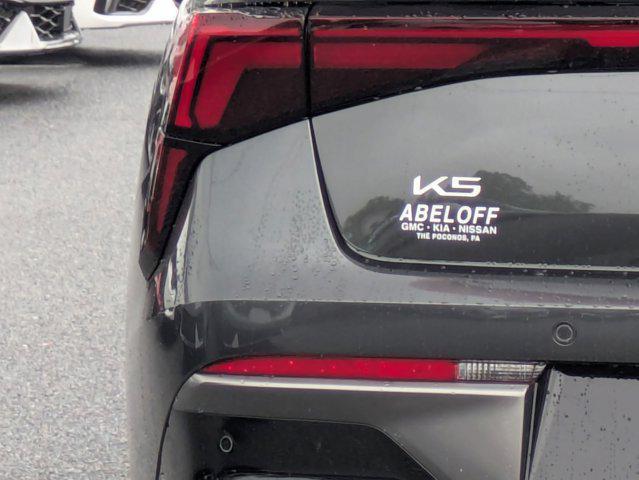 K5
ABELOFF
GMC • KIA • NISSAN
THE POCONOS, PA